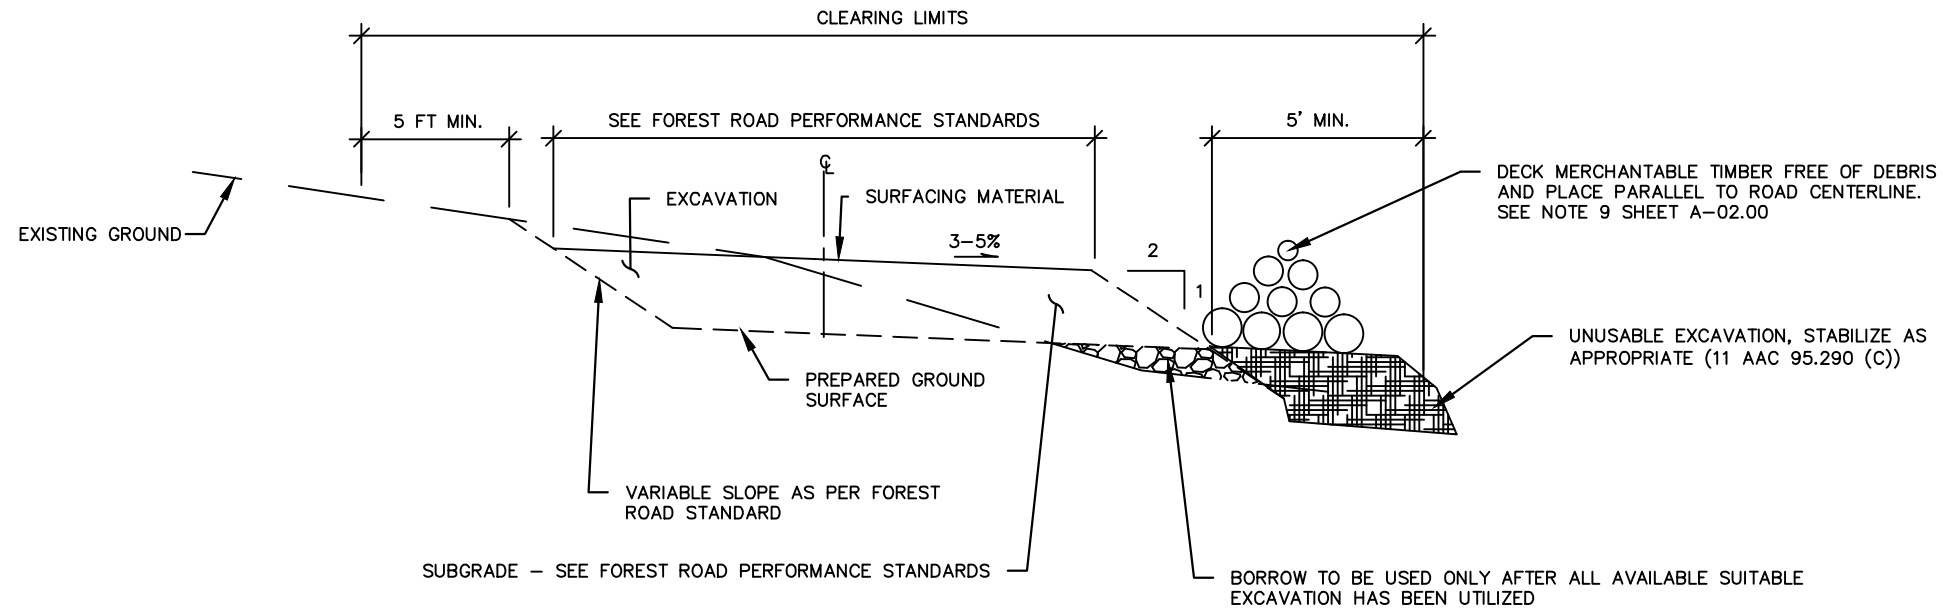 CLEARING LIMITS
5 FT MIN.
SEE FOREST ROAD PERFORMANCE STANDARDS
5' MIN.
℄
DECK MERCHANTABLE TIMBER FREE OF DEBRIS
AND PLACE PARALLEL TO ROAD CENTERLINE.
SEE NOTE 9 SHEET A-02.00
EXCAVATION
SURFACING MATERIAL
EXISTING GROUND
3-5%
2
1
UNUSABLE EXCAVATION, STABILIZE AS
APPROPRIATE (11 AAC 95.290 (C))
PREPARED GROUND
SURFACE
VARIABLE SLOPE AS PER FOREST
ROAD STANDARD
SUBGRADE - SEE FOREST ROAD PERFORMANCE STANDARDS
BORROW TO BE USED ONLY AFTER ALL AVAILABLE SUITABLE
EXCAVATION HAS BEEN UTILIZED